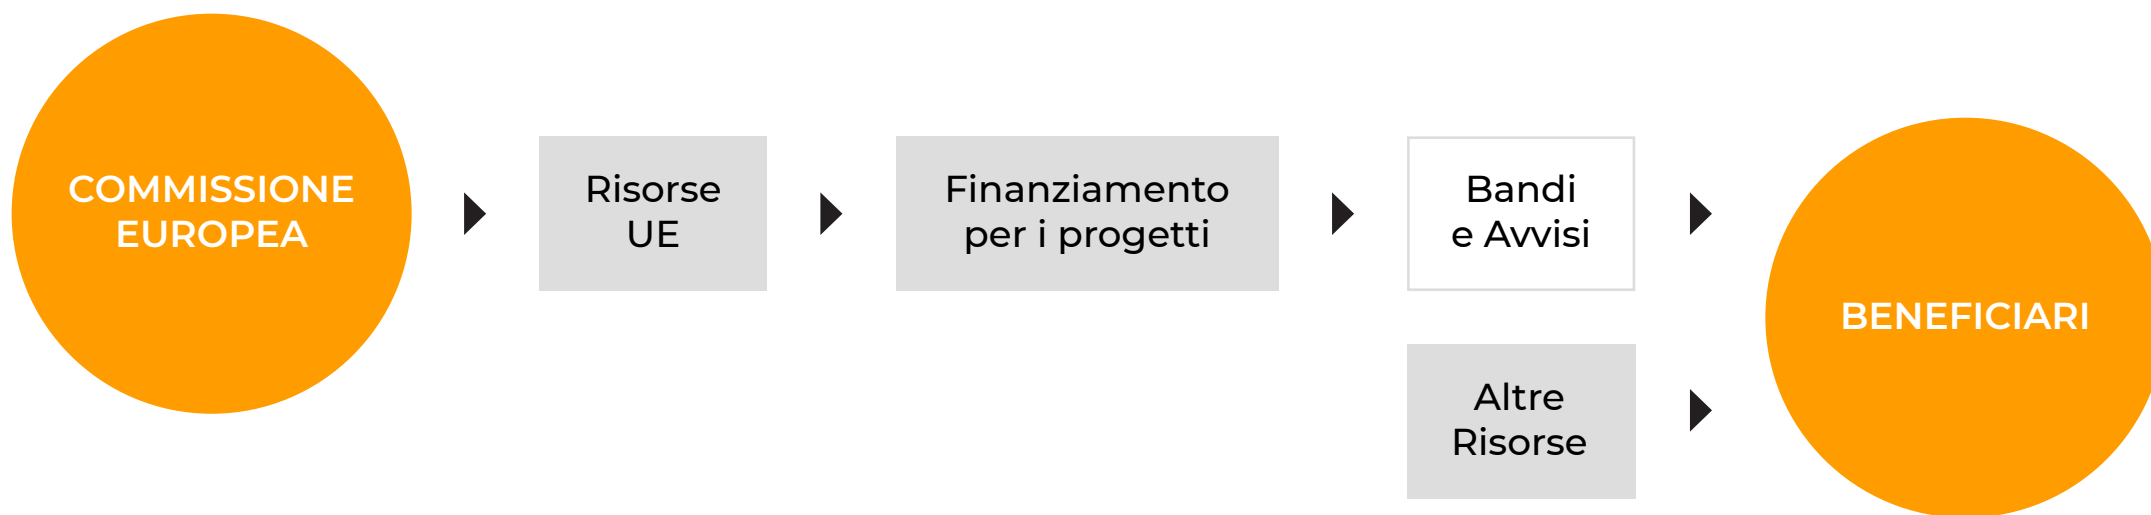 COMMISSIONE
EUROPEA
Risorse
UE
Finanziamento
per i progetti
Bandi
e Avvisi
Altre
Risorse
BENEFICIARI